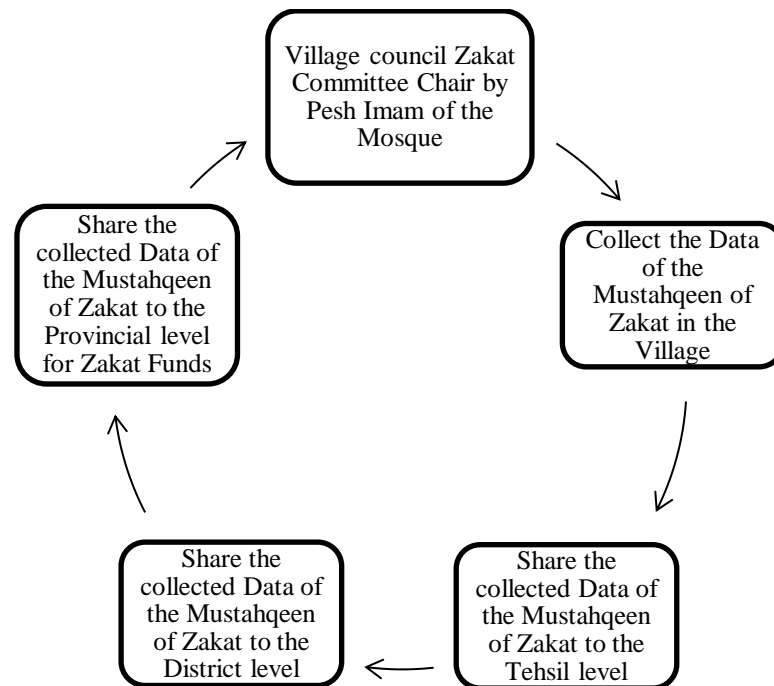 Village council Zakat
Committee Chair by
Pesh Imam of the
Mosque
Collect the Data
of the
Mustahqeen of
Zakat in the
Village
Share the
collected Data of
the Mustahqeen
of Zakat to the
Tehsil level
Share the
collected Data of
the Mustahqeen
of Zakat to the
District level
Share the
collected Data of
the Mustahqeen
of Zakat to the
Provincial level
for Zakat Funds